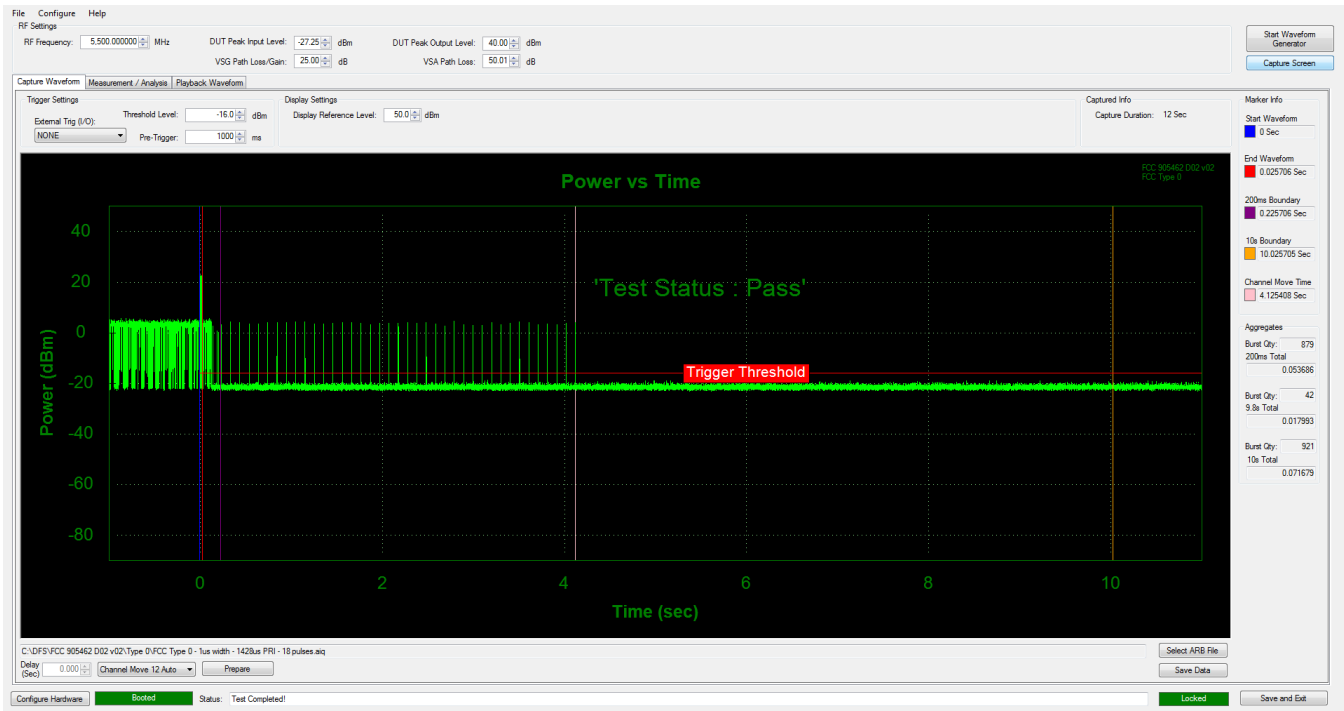 File Configure Help
RF Settings
RF Frequency: 5,500.000000 MHz DUT Peak Input Level: -27.25 dBm DUT Peak Output Level: 40.00 dBm
VSG Path Loss/Gain: 25.00 dB VSA Path Loss: 50.01 dB
Start Waveform
Generator
Capture Screen
Capture Waveform Measurement / Analysis Playback Waveform
Trigger Settings
External Trig (I/O): Threshold Level: -16.0 dBm
NONE Pre-Trigger: 1000 ms
Display Settings
Display Reference Level: 50.0 dBm
Captured Info
Capture Duration: 12 Sec
Marker Info
Start Waveform
0 Sec
End Waveform
0.025706 Sec
200ms Boundary
0.225706 Sec
10s Boundary
10.025705 Sec
Channel Move Time
4.125408 Sec
Aggregates
Burst Qty: 879
200ms Total
0.053686
Burst Qty: 42
9.8s Total
0.017993
Burst Qty: 921
10s Total
0.071679
Power vs Time
FCC 905462 D02 v02
FCC Type 0
'Test Status : Pass'
Trigger Threshold
Power (dBm)
40
20
0
-20
-40
-60
-80
0 2 4 6 8 10
Time (sec)
C:\DFS\FCC 905462 D02 v02\Type 0\FCC Type 0 - 1us width - 1428us PRI - 18 pulses.aiq
Select ARB File
Delay
(Sec) 0.000 Channel Move 12 Auto Prepare
Save Data
Configure Hardware Booted Status: Test Completed! Locked Save and Exit